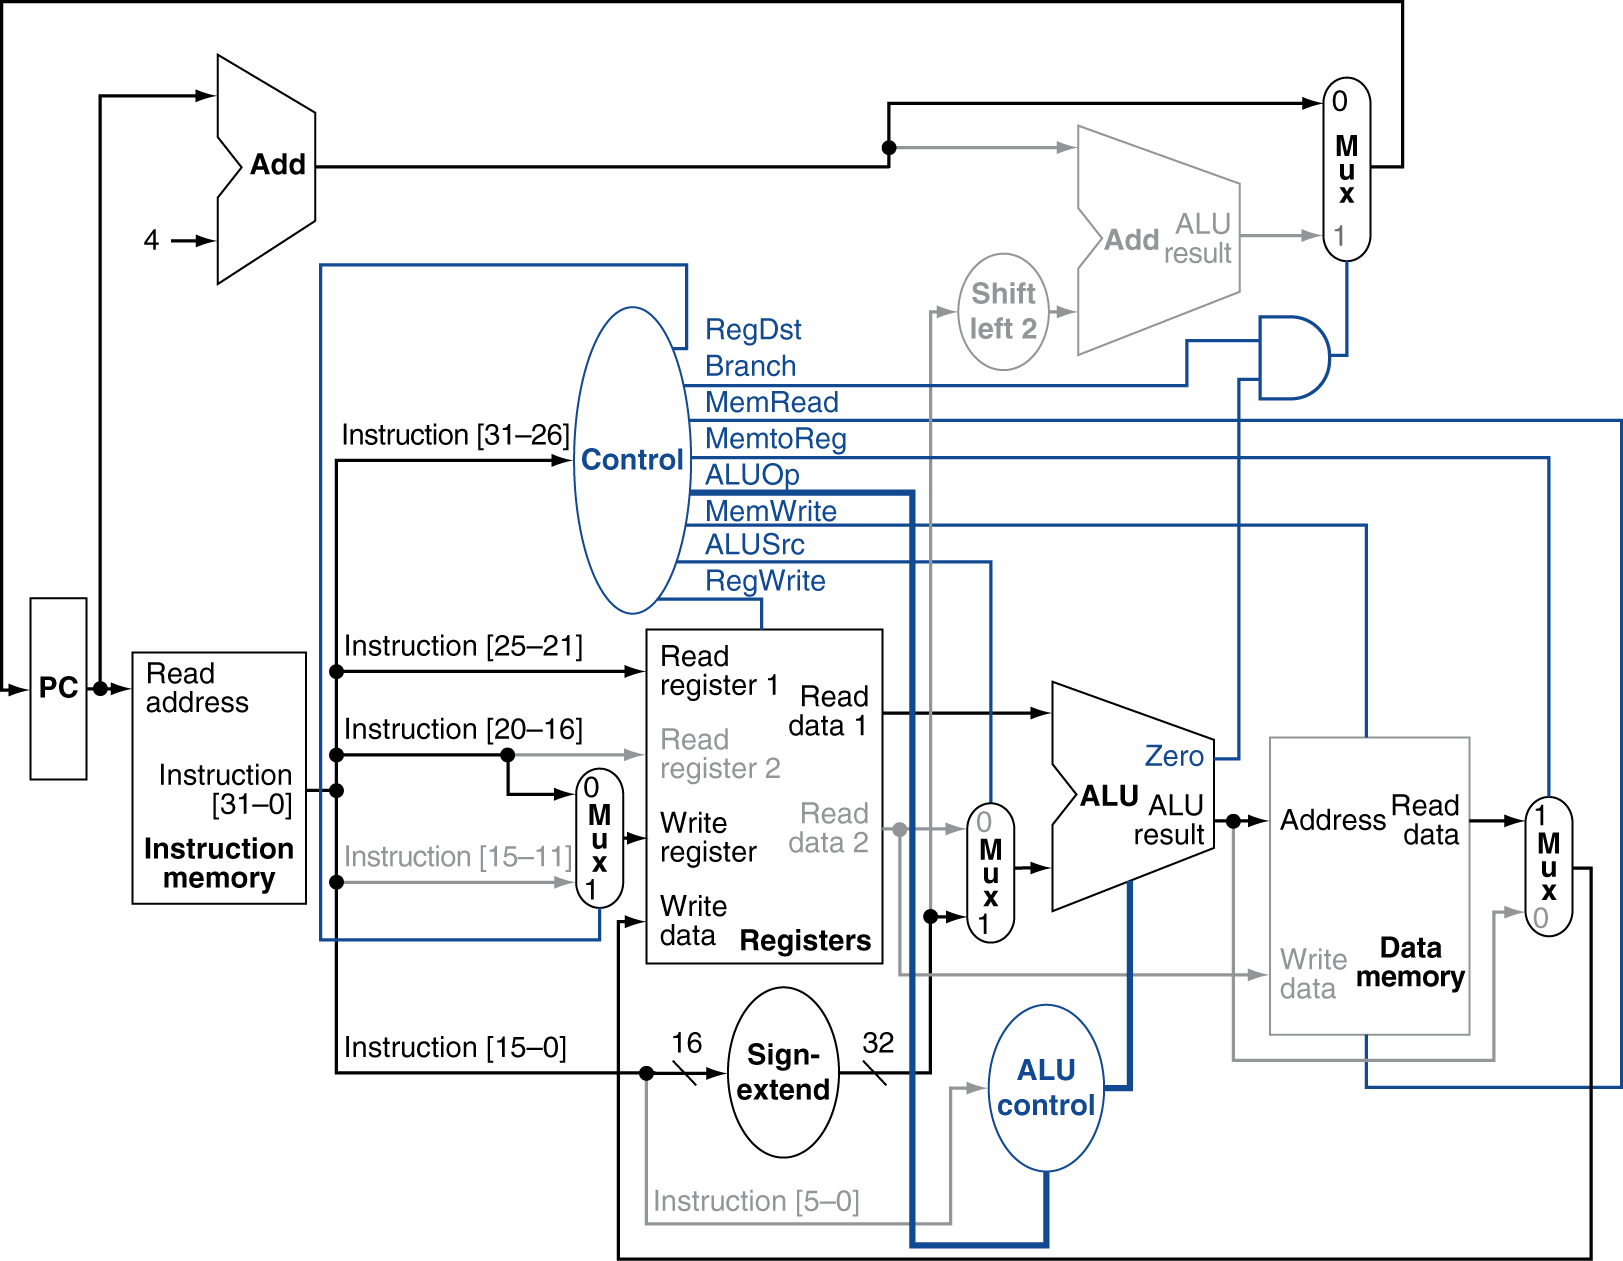 0
M
u
x
1
Add
ALU
result
Add
4
Shift
left 2
RegDst
Branch
MemRead
MemtoReg
ALUOp
MemWrite
ALUSrc
RegWrite
Control
Instruction [31–26]
Instruction [25–21]
Instruction [20–16]
Instruction [15–11]
Instruction [15–0]
Instruction [5–0]
PC
Read
address
Instruction
[31–0]
Instruction
memory
0
M
u
x
1
Read
register 1
Read
register 2
Write
register
Write
data
Read
data 1
Read
data 2
Registers
0
M
u
x
1
Zero
ALU
ALU
result
Address
Read
data
Write
data
Data
memory
1
M
u
x
0
16
Sign-
extend
32
ALU
control